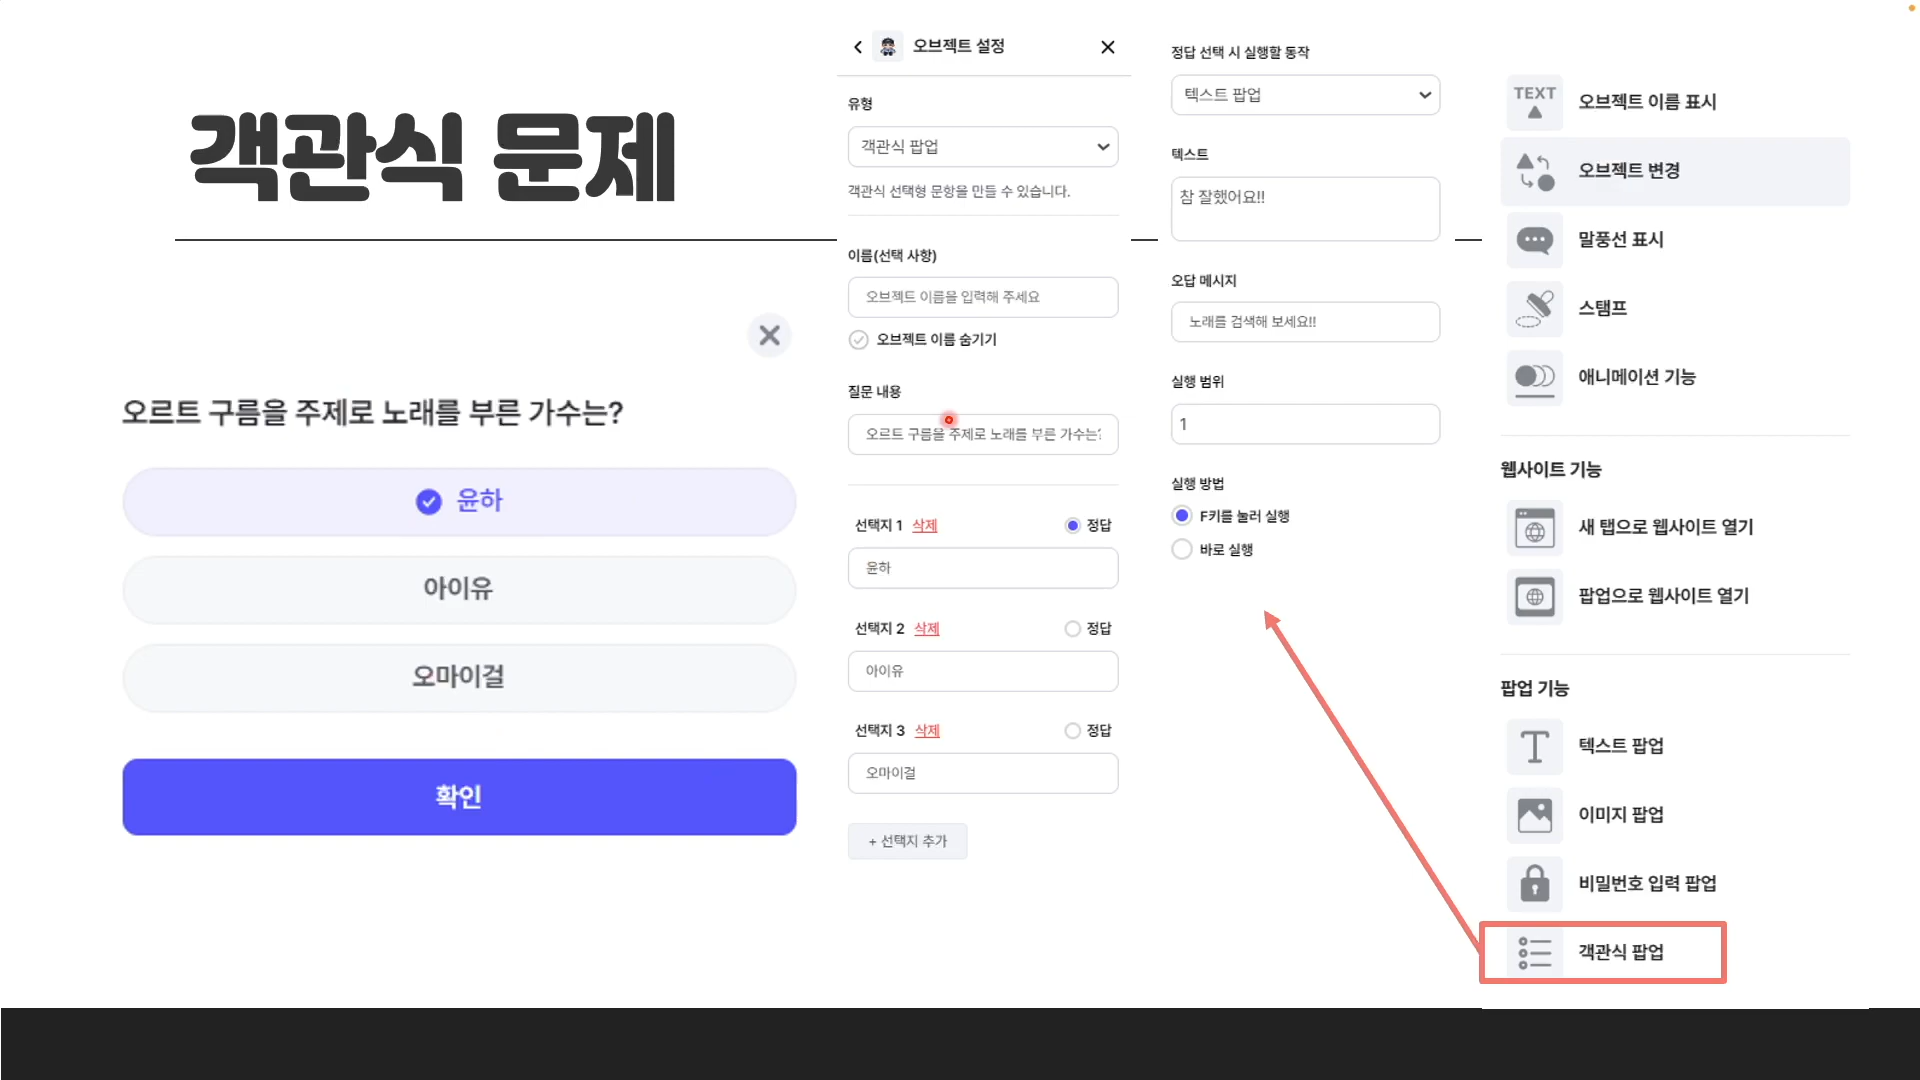 객관식 문제
오르트 구름을 주제로 노래를 부른 가수는?
윤하
아이유
오마이걸
확인
오브젝트 설정
유형
객관식 팝업
객관식 선택형 문항을 만들 수 있습니다.
이름(선택 사항)
오브젝트 이름을 입력해 주세요
오브젝트 이름 숨기기
질문 내용
오르트 구름을 주제로 노래를 부른 가수는?
선택지 1 삭제 정답
윤하
선택지 2 삭제 정답
아이유
선택지 3 삭제 정답
오마이걸
+ 선택지 추가
정답 선택 시 실행할 동작
텍스트 팝업
텍스트
참 잘했어요!!
오답 메시지
노래를 검색해 보세요!!
실행 범위
1
실행 방법
F키를 눌러 실행
바로 실행
TEXT
오브젝트 이름 표시
오브젝트 변경
말풍선 표시
스탬프
애니메이션 기능
웹사이트 기능
새 탭으로 웹사이트 열기
팝업으로 웹사이트 열기
팝업 기능
텍스트 팝업
이미지 팝업
비밀번호 입력 팝업
객관식 팝업